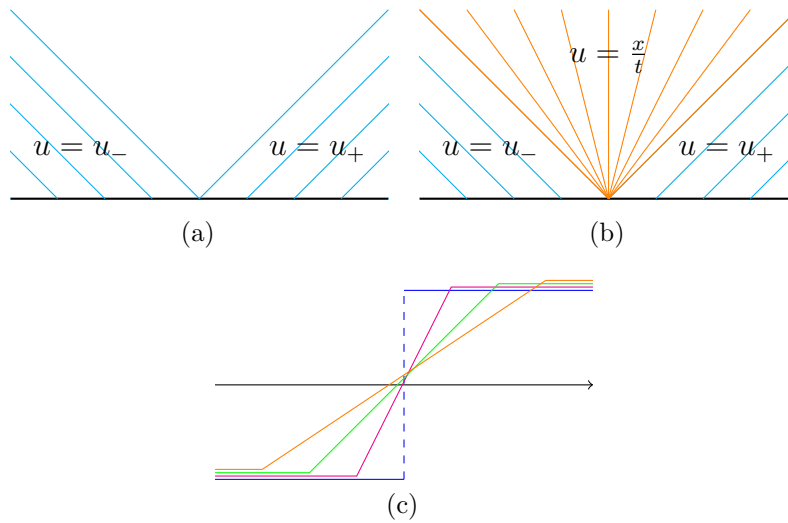 u = u₋
u = u₊
(a)
u = x/t
u = u₋
u = u₊
(b)
(c)